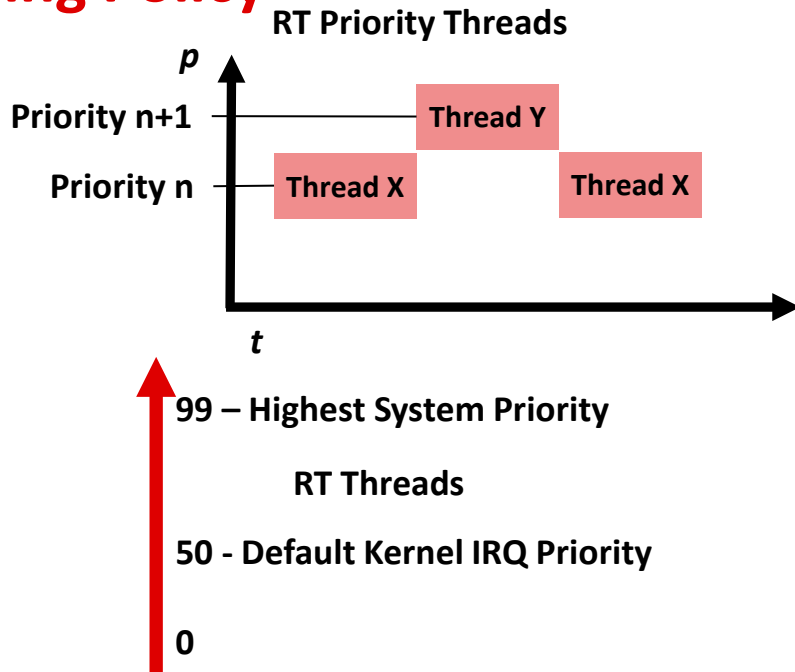 RT Priority Threads
p
Priority n+1
Thread Y
Priority n
Thread X
Thread X
t
99 – Highest System Priority
RT Threads
50 - Default Kernel IRQ Priority
0